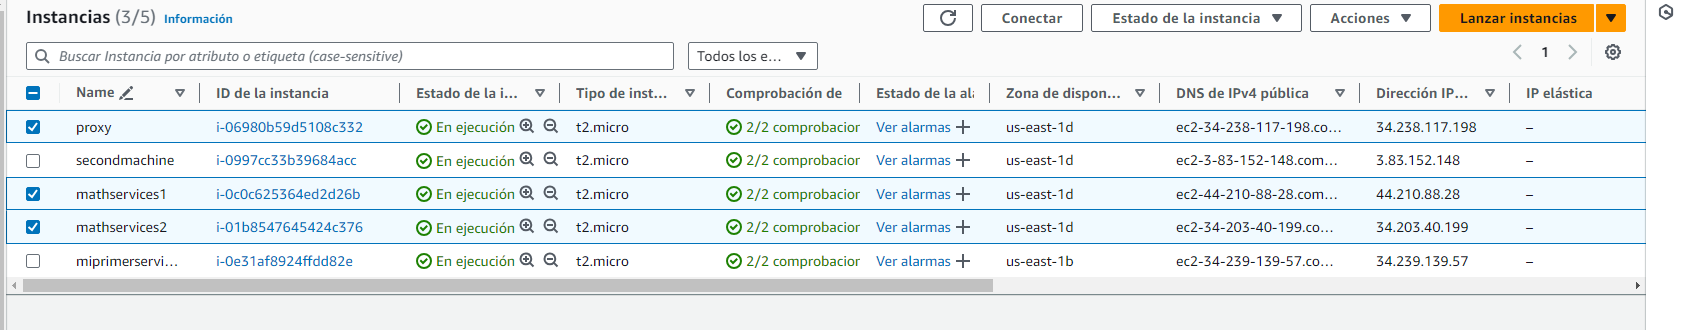 Instancias (3/5) Información Conectar Estado de la instancia Acciones Lanzar instancias
Buscar Instancia por atributo o etiqueta (case-sensitive) Todos los e... 1
Name ID de la instancia Estado de la i... Tipo de inst... Comprobación de Estado de la ala Zona de dispon... DNS de IPv4 pública Dirección IP... IP elástica
proxy i-06980b59d5108c332 En ejecución t2.micro 2/2 comprobacior Ver alarmas + us-east-1d ec2-34-238-117-198.co... 34.238.117.198 –
secondmachine i-0997cc33b39684acc En ejecución t2.micro 2/2 comprobacior Ver alarmas + us-east-1d ec2-3-83-152-148.com... 3.83.152.148 –
mathservices1 i-0c0c625364ed2d26b En ejecución t2.micro 2/2 comprobacior Ver alarmas + us-east-1d ec2-44-210-88-28.com... 44.210.88.28 –
mathservices2 i-01b8547645424c376 En ejecución t2.micro 2/2 comprobacior Ver alarmas + us-east-1d ec2-34-203-40-199.co... 34.203.40.199 –
miprimerservi... i-0e31af8924ffdd82e En ejecución t2.micro 2/2 comprobacior Ver alarmas + us-east-1b ec2-34-239-139-57.co... 34.239.139.57 –